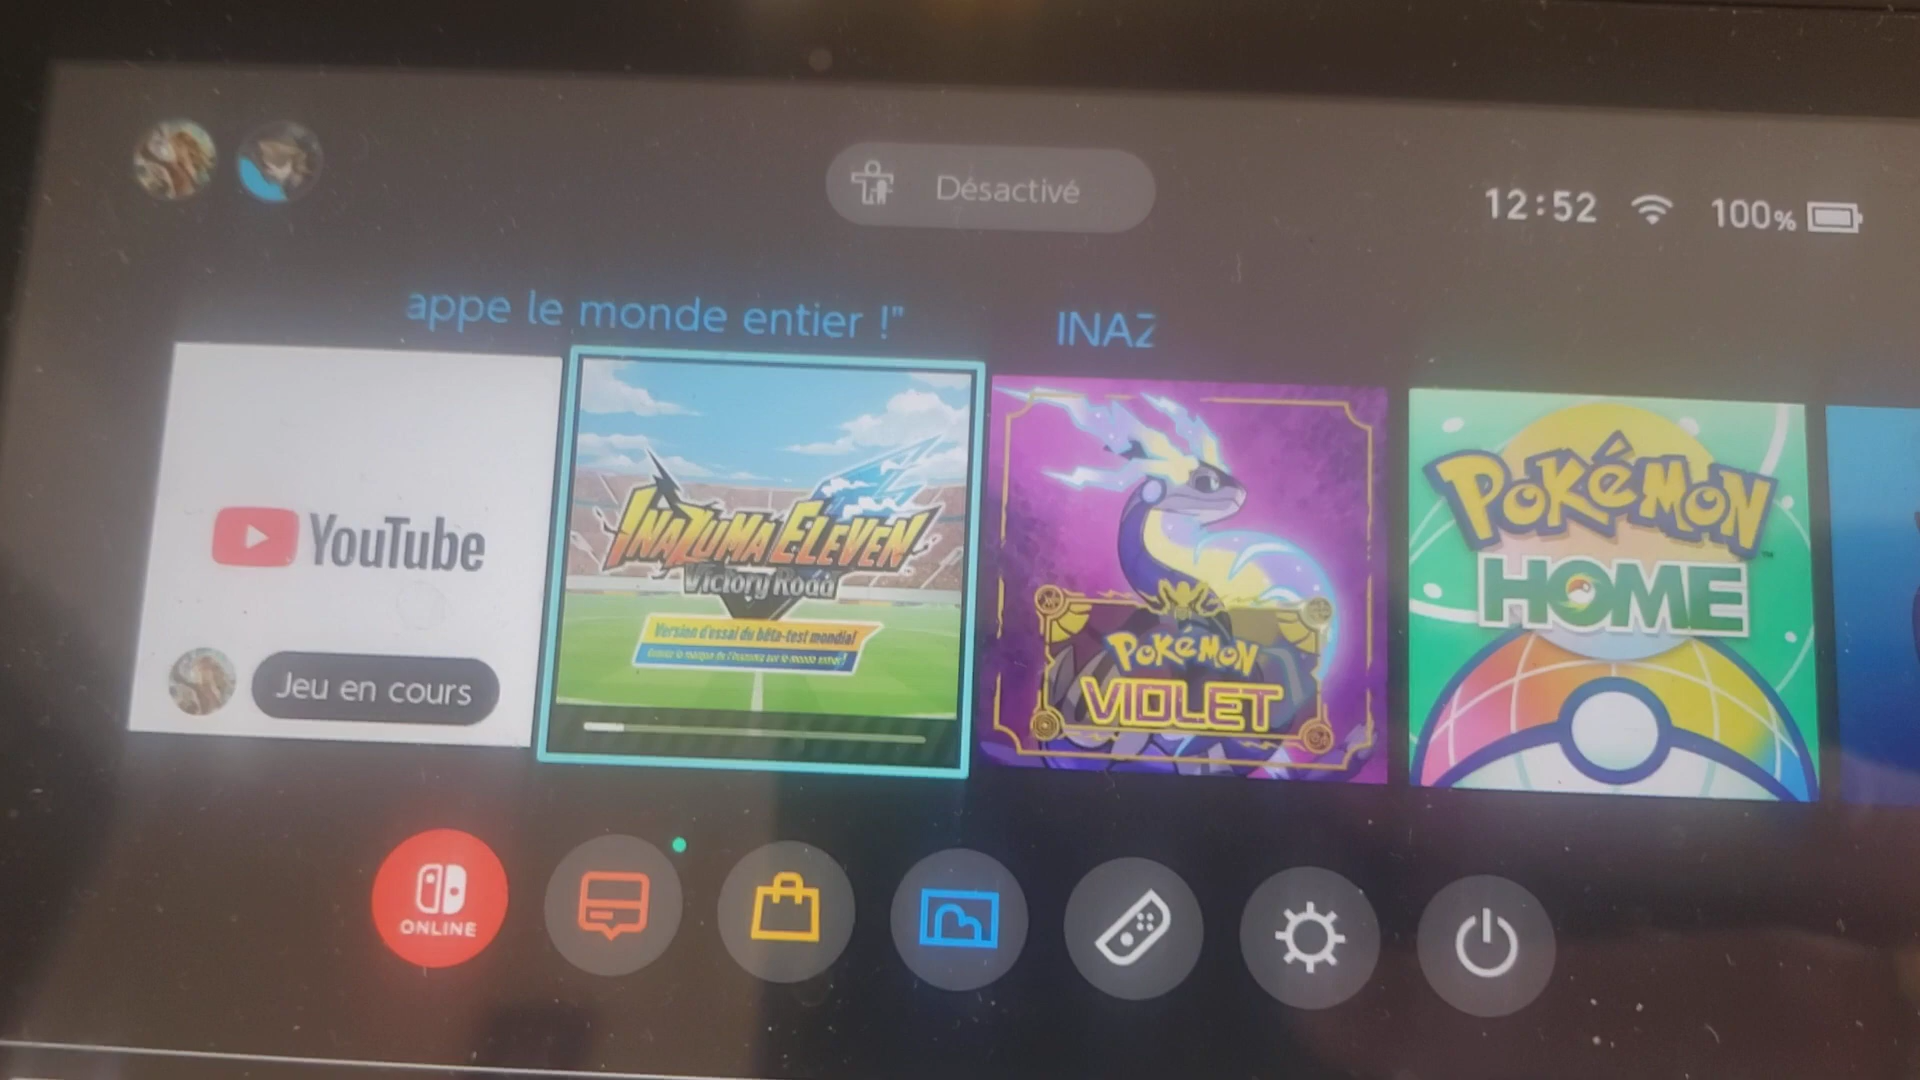 Désactivé
12:52
100%
appe le monde entier !" INAZ
YouTube
Jeu en cours
INAZUMA ELEVEN
Victory Road
Version d'essai du bêta-test mondial
POKéMON
VIOLET
POKéMON
HOME
ONLINE